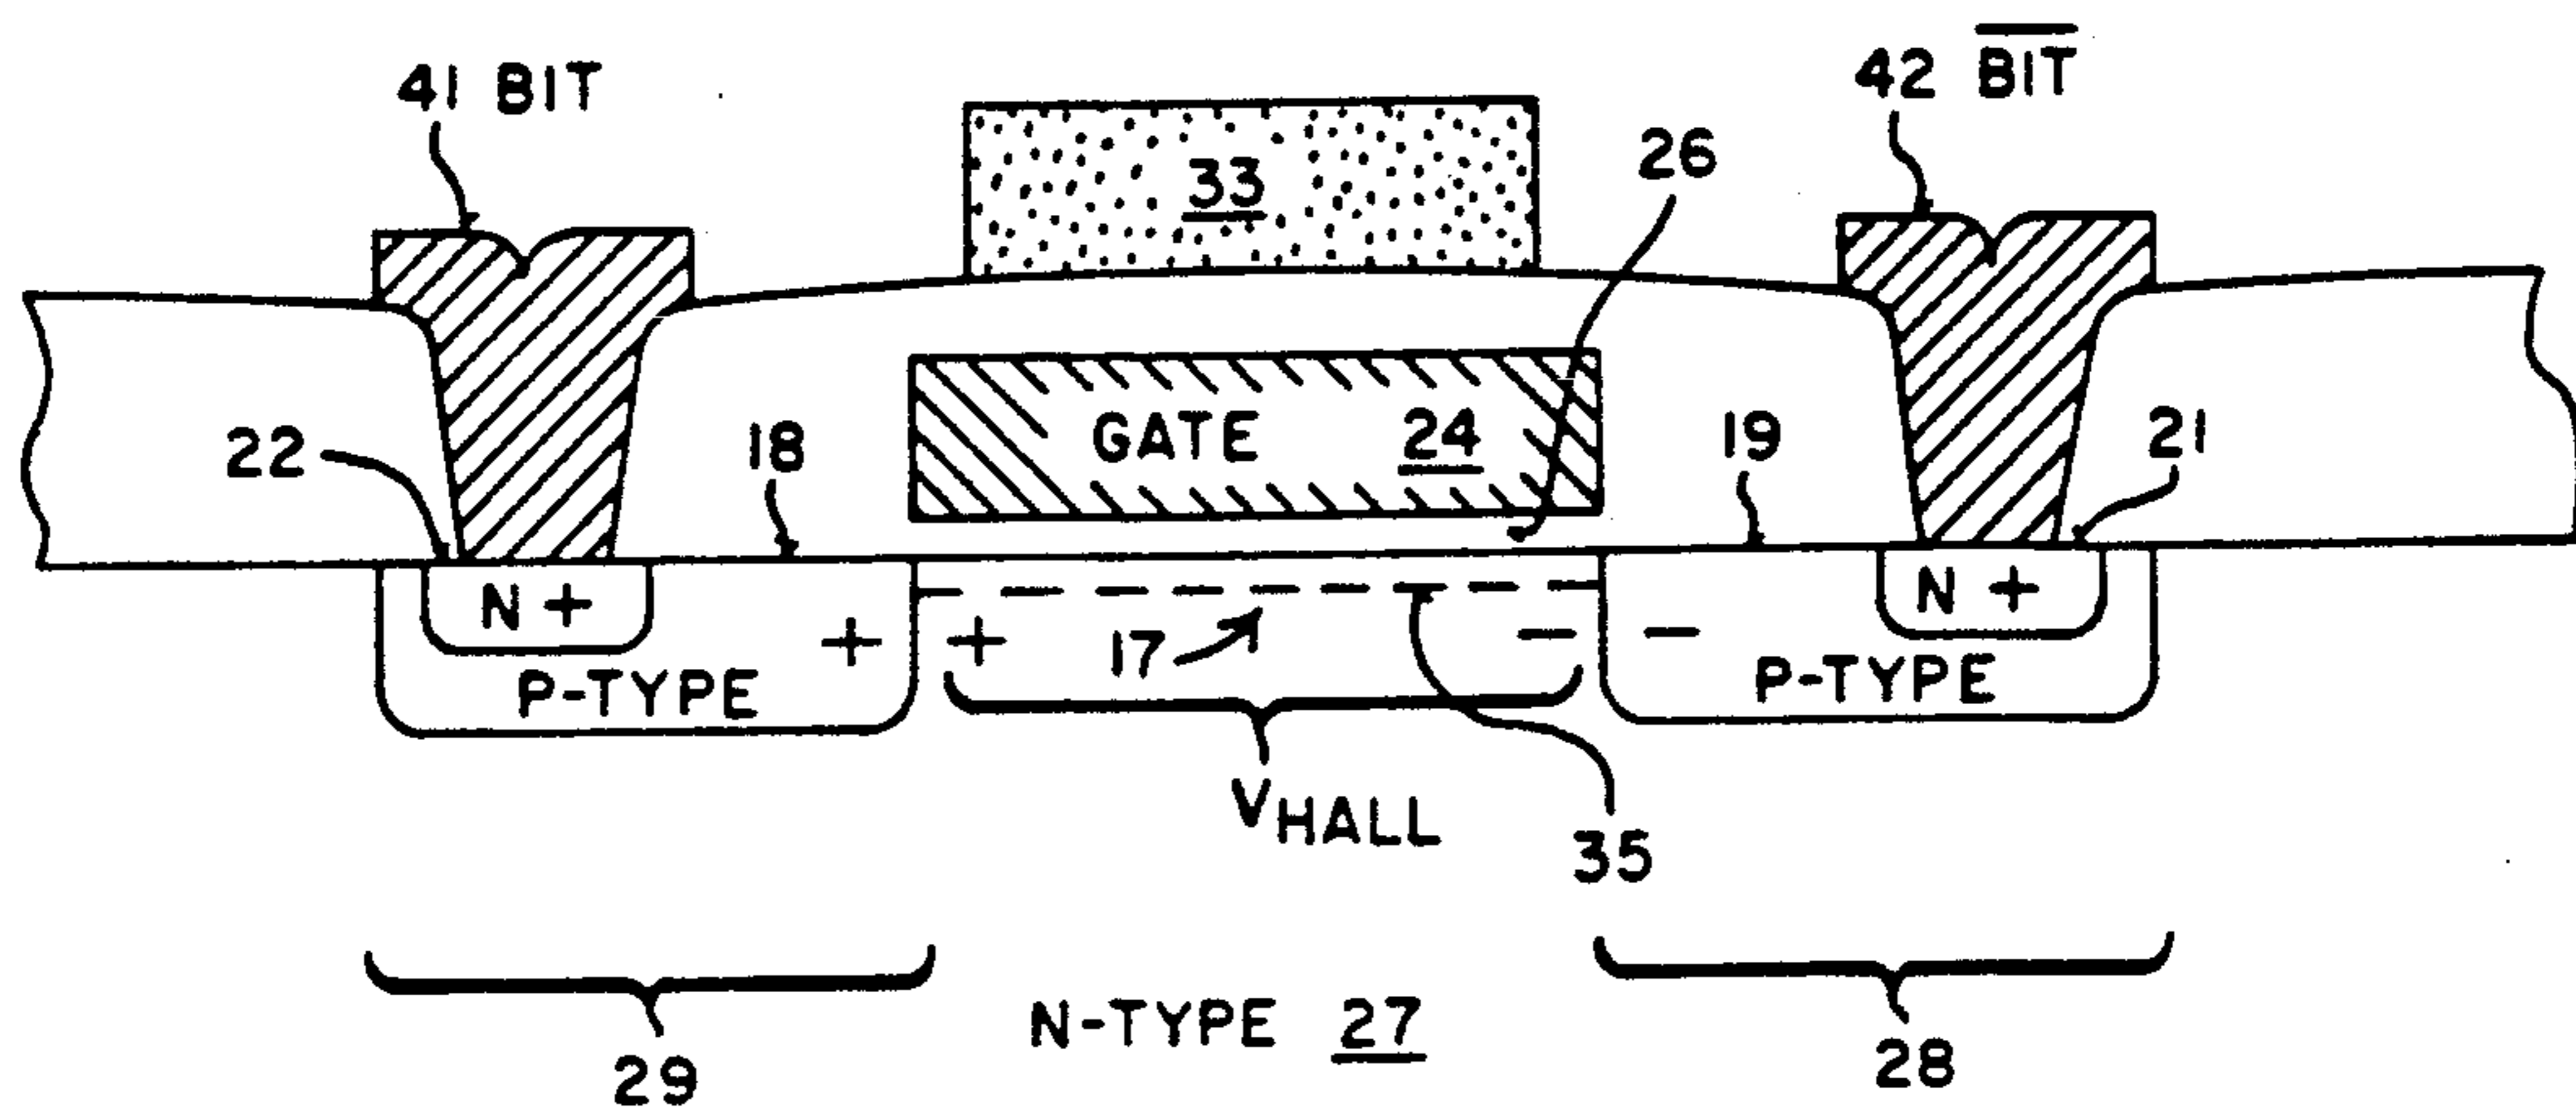 41 BIT
42 B̅I̅T̅
33
26
22
18
GATE 24
19
21
N +
N +
+ +
17
- -
P-TYPE
P-TYPE
VHALL
35
29
N-TYPE 27
28